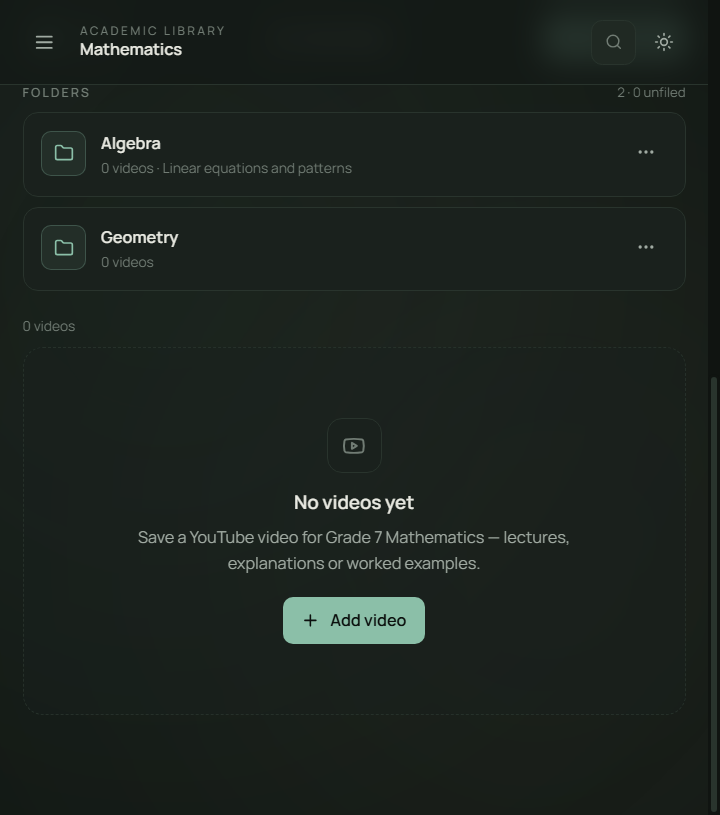 ACADEMIC LIBRARY
Mathematics
FOLDERS
2 · 0 unfiled
Algebra
0 videos · Linear equations and patterns
Geometry
0 videos
0 videos
No videos yet
Save a YouTube video for Grade 7 Mathematics — lectures,
explanations or worked examples.
Add video